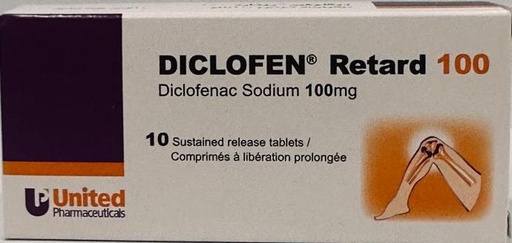 DICLOFEN® Retard 100
Diclofenac Sodium 100mg
10 Sustained release tablets /
Comprimés à libération prolongée
United
Pharmaceuticals